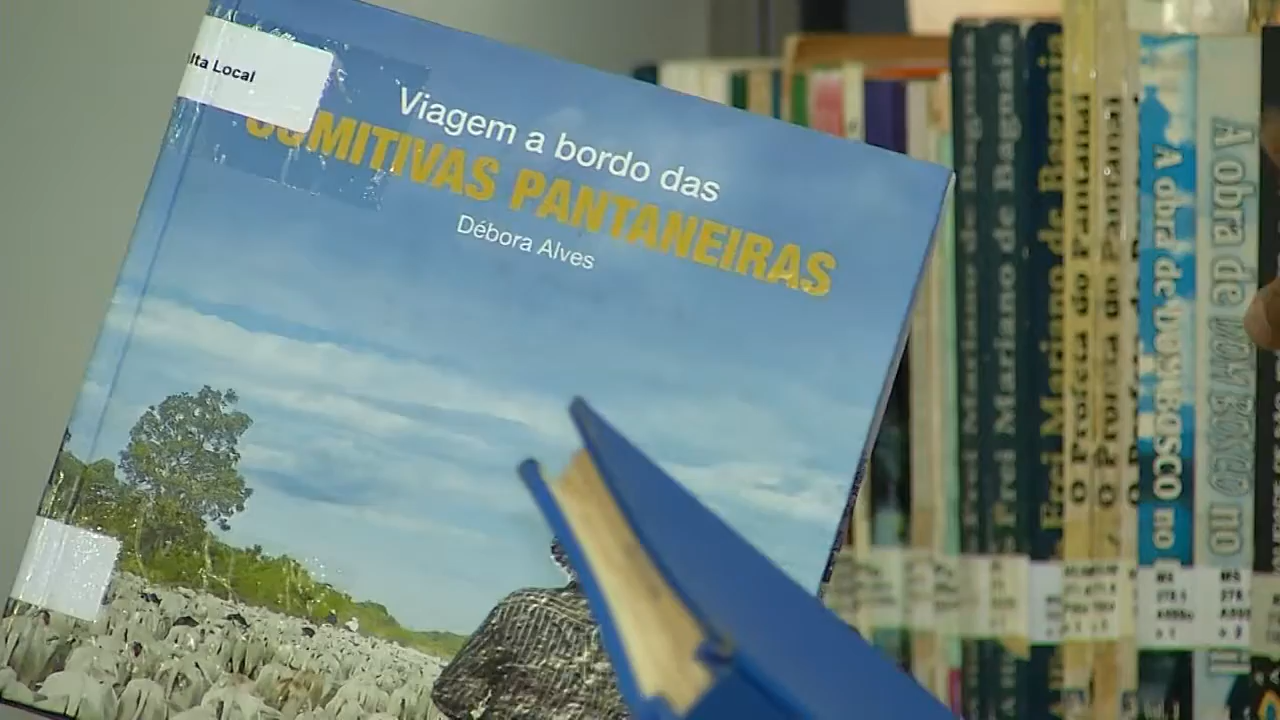 lta Local
Viagem a bordo das
COMITIVAS PANTANEIRAS
Débora Alves
Frei Mariano de Bagnaia
Frei Mariano de Bagnaia
Frei Mariano de Bagnaia
O Profeta do Pantanal
O Profeta do Pantanal
A obra de DOM BOSCO no
A obra de DOM BOSCO no